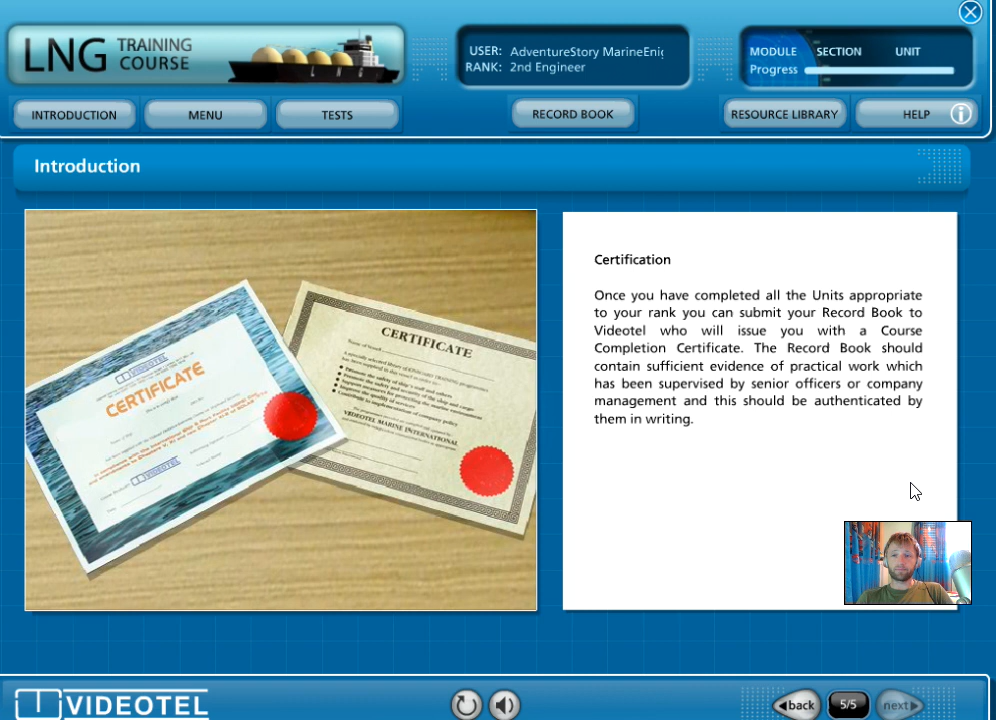 LNG TRAINING COURSE
USER: AdventureStory MarineEnig
RANK: 2nd Engineer
MODULE SECTION UNIT
Progress
INTRODUCTION
MENU
TESTS
RECORD BOOK
RESOURCE LIBRARY
HELP
Introduction
VIDEOTEL
CERTIFICATE
VIDEOTEL
CERTIFICATE
VIDEOTEL MARINE INTERNATIONAL
Certification
Once you have completed all the Units appropriate
to your rank you can submit your Record Book to
Videotel who will issue you with a Course
Completion Certificate. The Record Book should
contain sufficient evidence of practical work which
has been supervised by senior officers or company
management and this should be authenticated by
them in writing.
VIDEOTEL
back
5/5
next